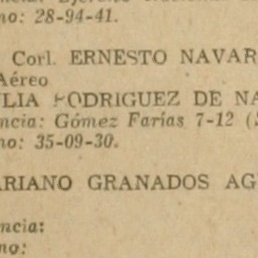 no: 28-94-41.
Corl. ERNESTO NAVAR
Aéreo
LIA RODRIGUEZ DE NA
ncia: Gómez Farías 7-12 (
no: 35-09-30.
ARIANO GRANADOS AG
ncia:
no: